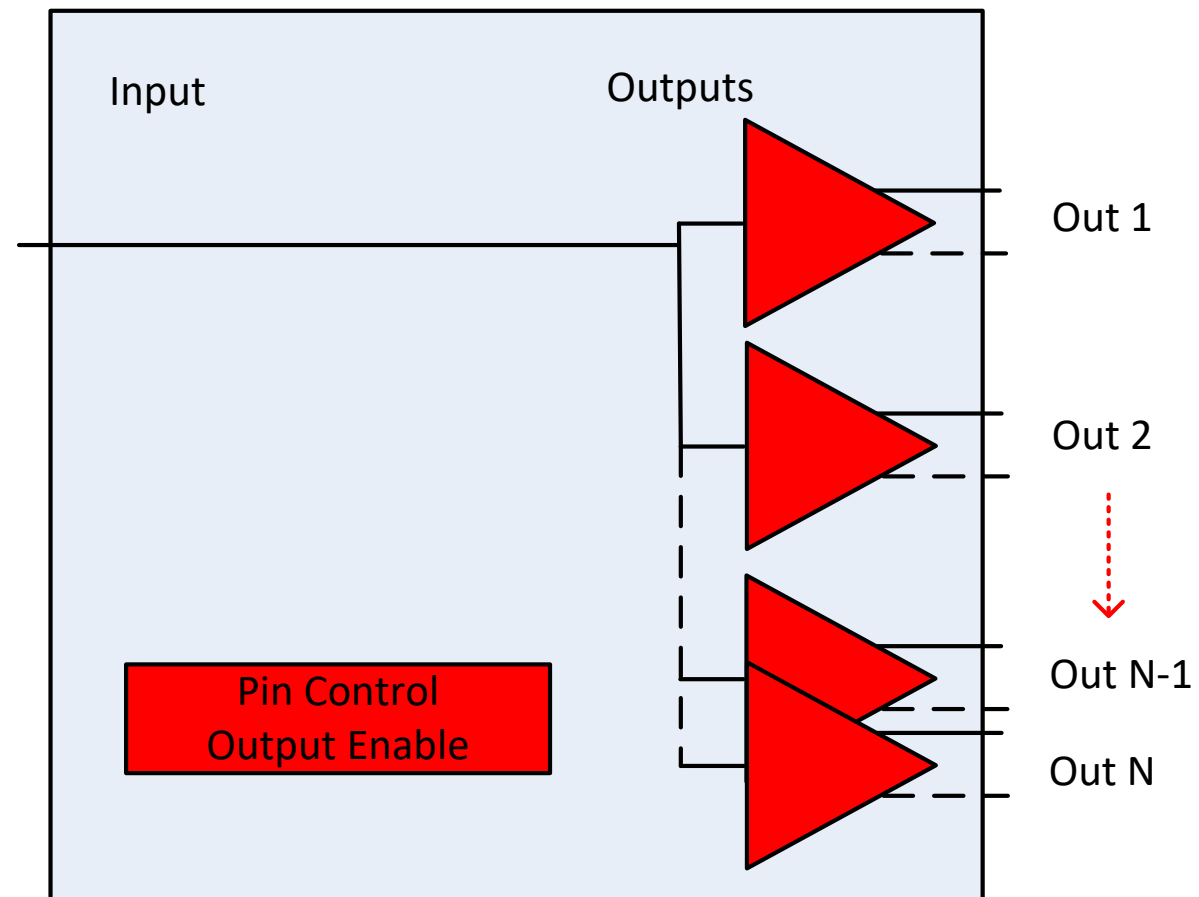 Input
Outputs
Out 1
Out 2
Out N-1
Pin Control
Output Enable
Out N